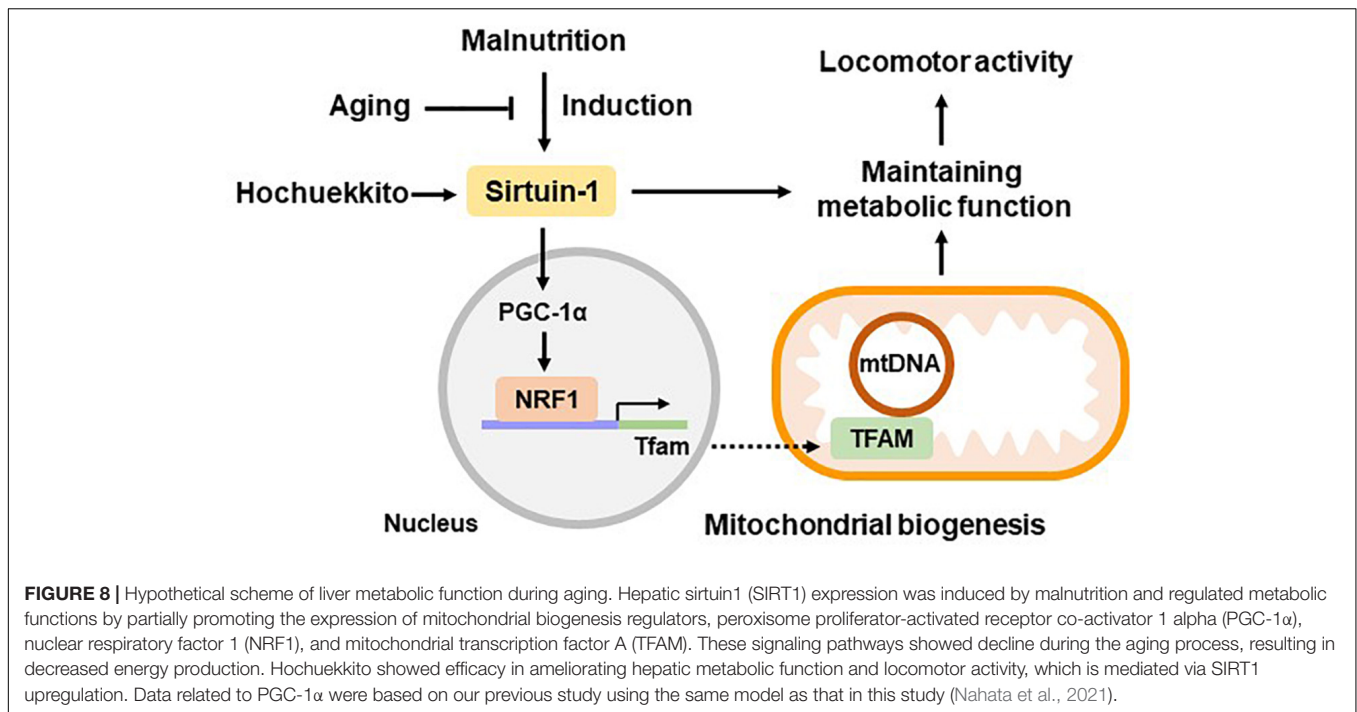 Malnutrition
Locomotor activity
Aging
Induction
Hochuekkito
Sirtuin-1
Maintaining
metabolic function
PGC-1α
NRF1
Tfam
mtDNA
TFAM
Nucleus
Mitochondrial biogenesis
FIGURE 8 | Hypothetical scheme of liver metabolic function during aging. Hepatic sirtuin1 (SIRT1) expression was induced by malnutrition and regulated metabolic
functions by partially promoting the expression of mitochondrial biogenesis regulators, peroxisome proliferator-activated receptor co-activator 1 alpha (PGC-1α),
nuclear respiratory factor 1 (NRF1), and mitochondrial transcription factor A (TFAM). These signaling pathways showed decline during the aging process, resulting in
decreased energy production. Hochuekkito showed efficacy in ameliorating hepatic metabolic function and locomotor activity, which is mediated via SIRT1
upregulation. Data related to PGC-1α were based on our previous study using the same model as that in this study (Nahata et al., 2021).